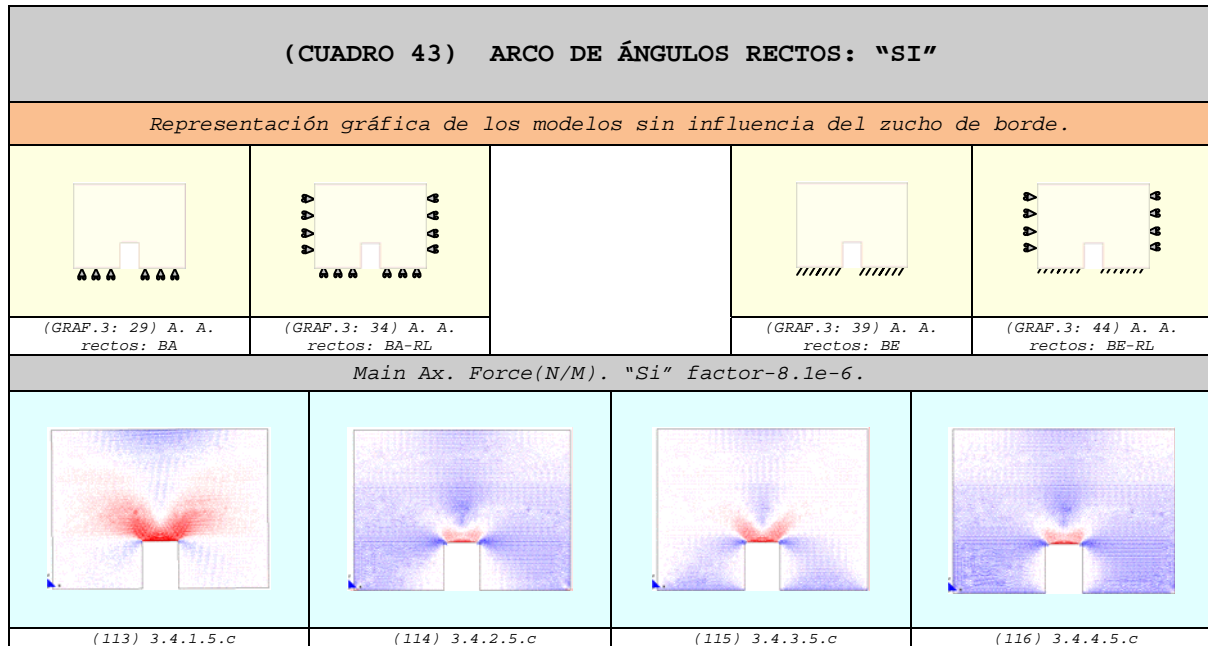 (CUADRO 43) ARCO DE ÁNGULOS RECTOS: “SI”
Representación gráfica de los modelos sin influencia del zucho de borde.
(GRAF.3: 29) A. A.
rectos: BA
(GRAF.3: 34) A. A.
rectos: BA-RL
(GRAF.3: 39) A. A.
rectos: BE
(GRAF.3: 44) A. A.
rectos: BE-RL
Main Ax. Force(N/M). “Si” factor-8.1e-6.
(113) 3.4.1.5.c
(114) 3.4.2.5.c
(115) 3.4.3.5.c
(116) 3.4.4.5.c